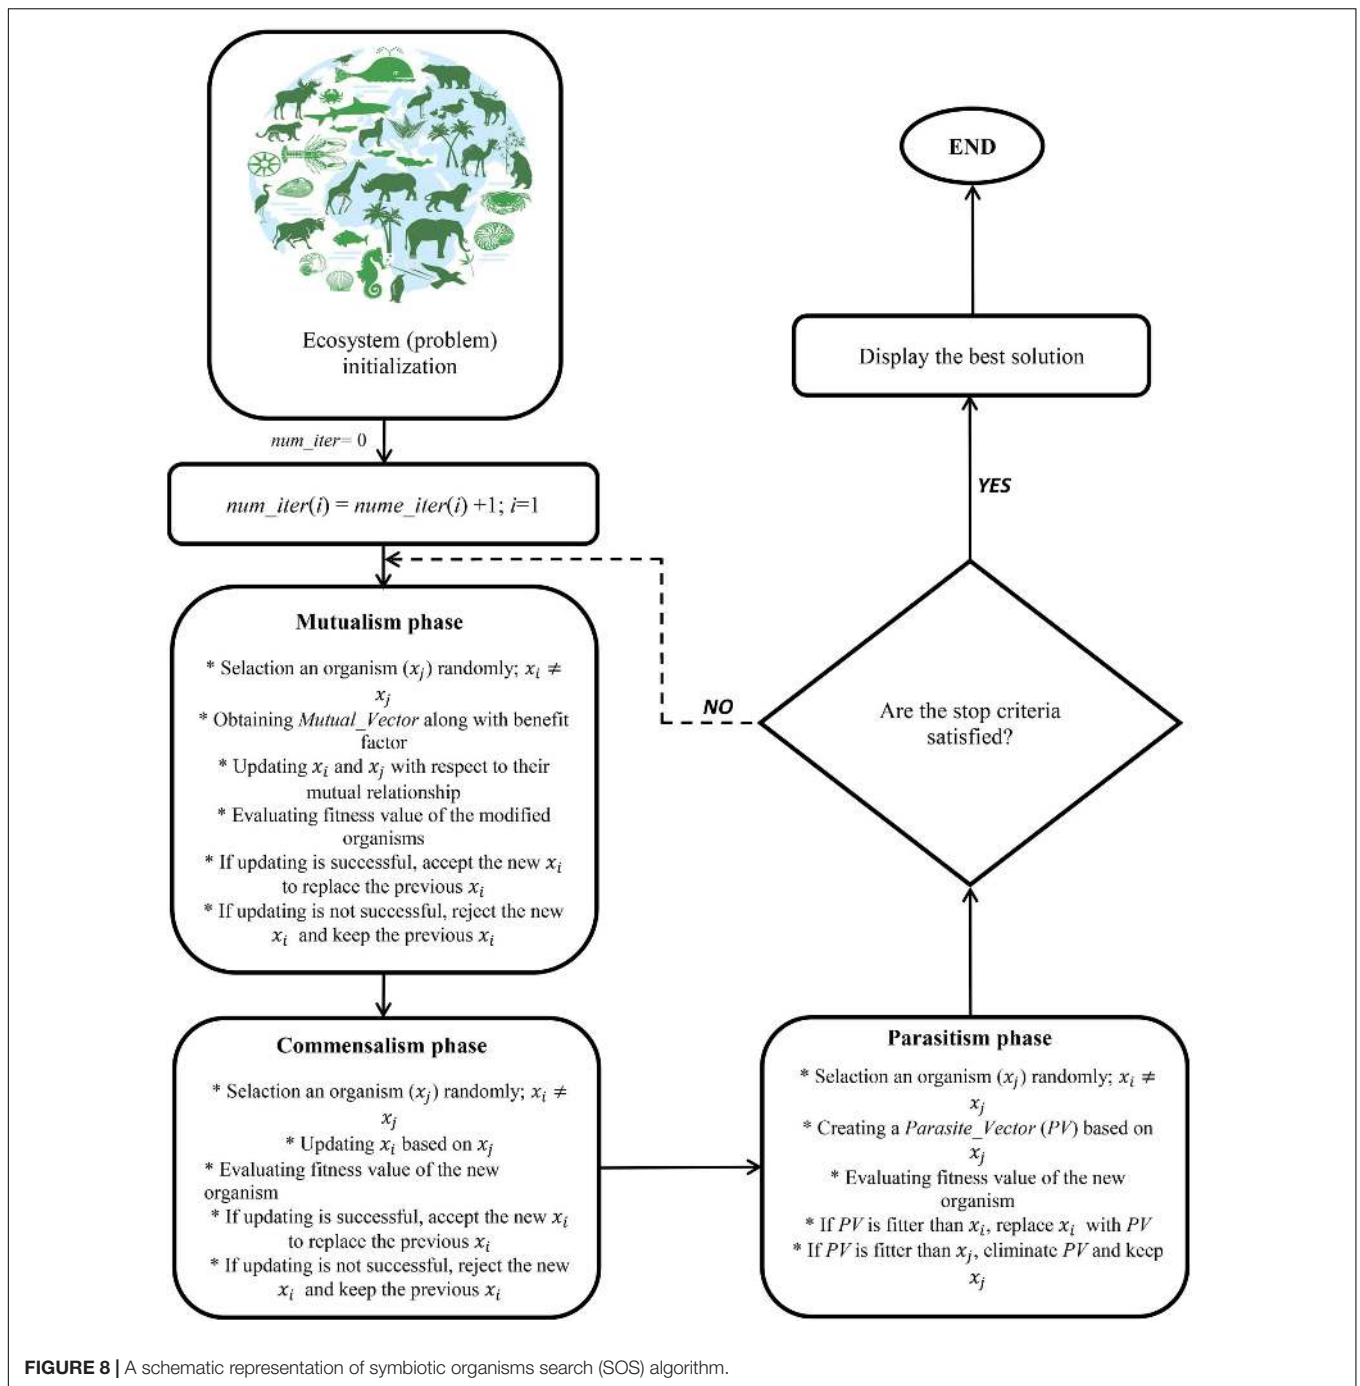 Ecosystem (problem)
initialization
num_iter= 0
num_iter(i) = nume_iter(i) +1; i=1
Mutualism phase
* Selaction an organism (xⱼ) randomly; xᵢ ≠
xⱼ
* Obtaining Mutual_Vector along with benefit
factor
* Updating xᵢ and xⱼ with respect to their
mutual relationship
* Evaluating fitness value of the modified
organisms
* If updating is successful, accept the new xᵢ
to replace the previous xᵢ
* If updating is not successful, reject the new
xᵢ and keep the previous xᵢ
Commensalism phase
* Selaction an organism (xⱼ) randomly; xᵢ ≠
xⱼ
* Updating xᵢ based on xⱼ
* Evaluating fitness value of the new
organism
* If updating is successful, accept the new xᵢ
to replace the previous xᵢ
* If updating is not successful, reject the new
xᵢ and keep the previous xᵢ
Parasitism phase
* Selaction an organism (xⱼ) randomly; xᵢ ≠
xⱼ
* Creating a Parasite_Vector (PV) based on
xⱼ
* Evaluating fitness value of the new
organism
* If PV is fitter than xᵢ, replace xᵢ with PV
* If PV is fitter than xⱼ, eliminate PV and keep
xⱼ
Are the stop criteria
satisfied?
NO
YES
Display the best solution
END
FIGURE 8 | A schematic representation of symbiotic organisms search (SOS) algorithm.